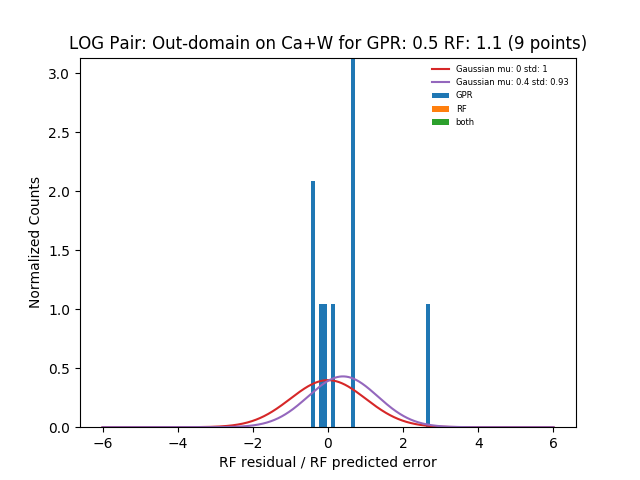 LOG Pair: Out-domain on Ca+W for GPR: 0.5 RF: 1.1 (9 points)
Gaussian mu: 0 std: 1
Gaussian mu: 0.4 std: 0.93
GPR
RF
both
Normalized Counts
3.0
2.5
2.0
1.5
1.0
0.5
0.0
−6 −4 −2 0 2 4 6
RF residual / RF predicted error